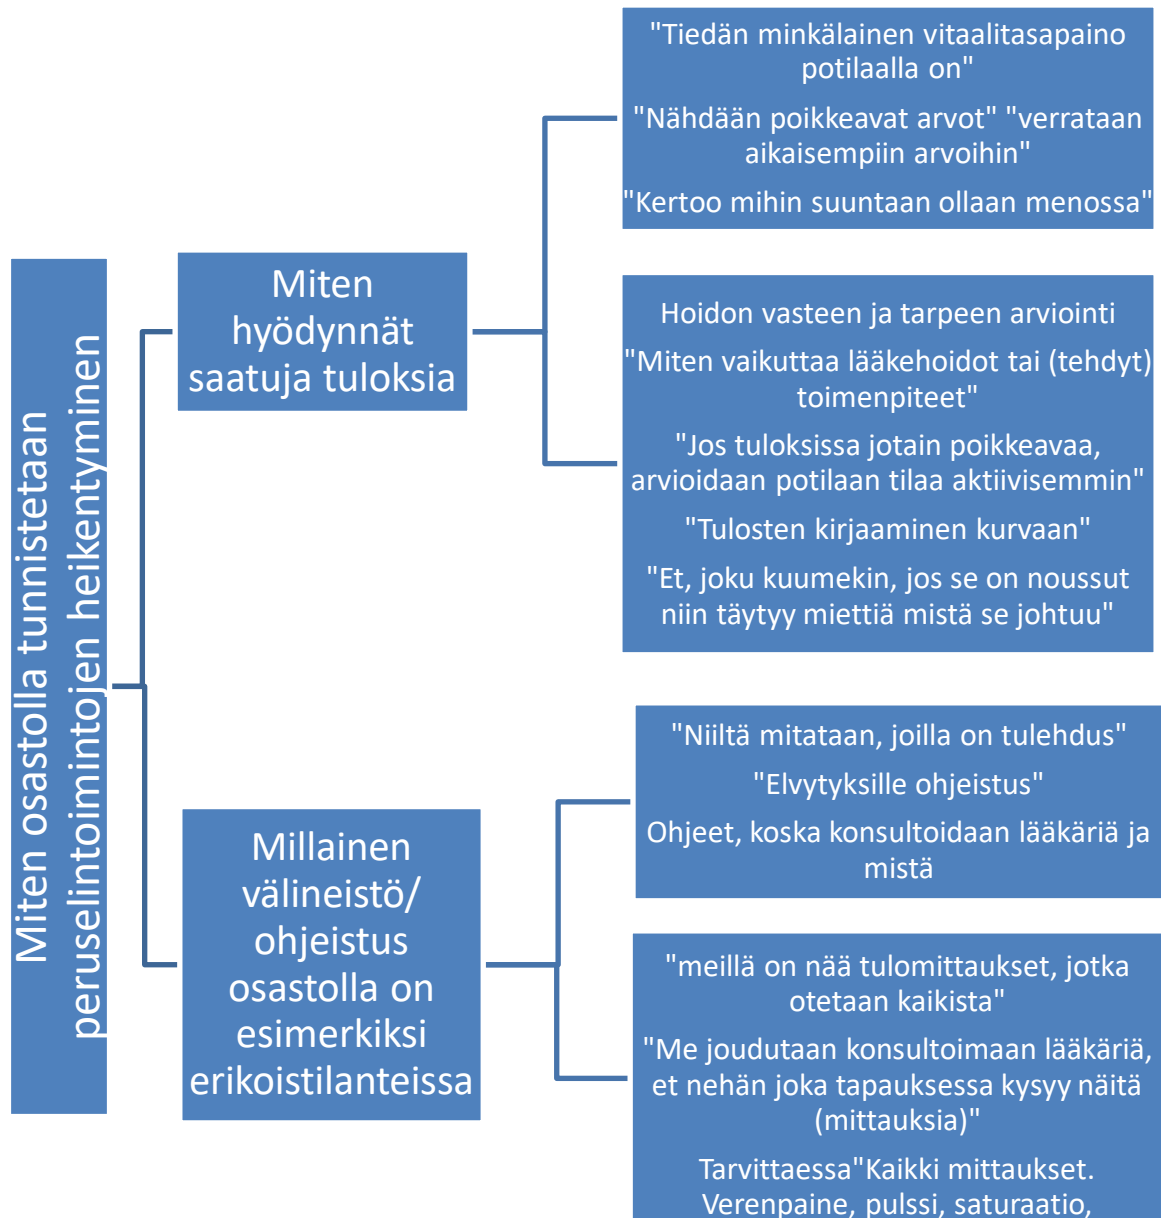 Miten osastolla tunnistetaan
peruselintoimintojen heikentyminen
Miten
hyödynnät
saatuja tuloksia
"Tiedän minkälainen vitaalitasapaino
potilaalla on"
"Nähdään poikkeavat arvot" "verrataan
aikaisempiin arvoihin"
"Kertoo mihin suuntaan ollaan menossa"
Hoidon vasteen ja tarpeen arviointi
"Miten vaikuttaa lääkehoidot tai (tehdyt)
toimenpiteet"
"Jos tuloksissa jotain poikkeavaa,
arvioidaan potilaan tilaa aktiivisemmin"
"Tulosten kirjaaminen kurvaan"
"Et, joku kuumekin, jos se on noussut
niin täytyy miettiä mistä se johtuu"
Millainen
välineistö/
ohjeistus
osastolla on
esimerkiksi
erikoistilanteissa
"Niiltä mitataan, joilla on tulehdus"
"Elvytyksille ohjeistus"
Ohjeet, koska konsultoidaan lääkäriä ja
mistä
"meillä on nää tulomittaukset, jotka
otetaan kaikista"
"Me joudutaan konsultoimaan lääkäriä,
et nehän joka tapauksessa kysyy näitä
(mittauksia)"
Tarvittaessa"Kaikki mittaukset.
Verenpaine, pulssi, saturaatio,